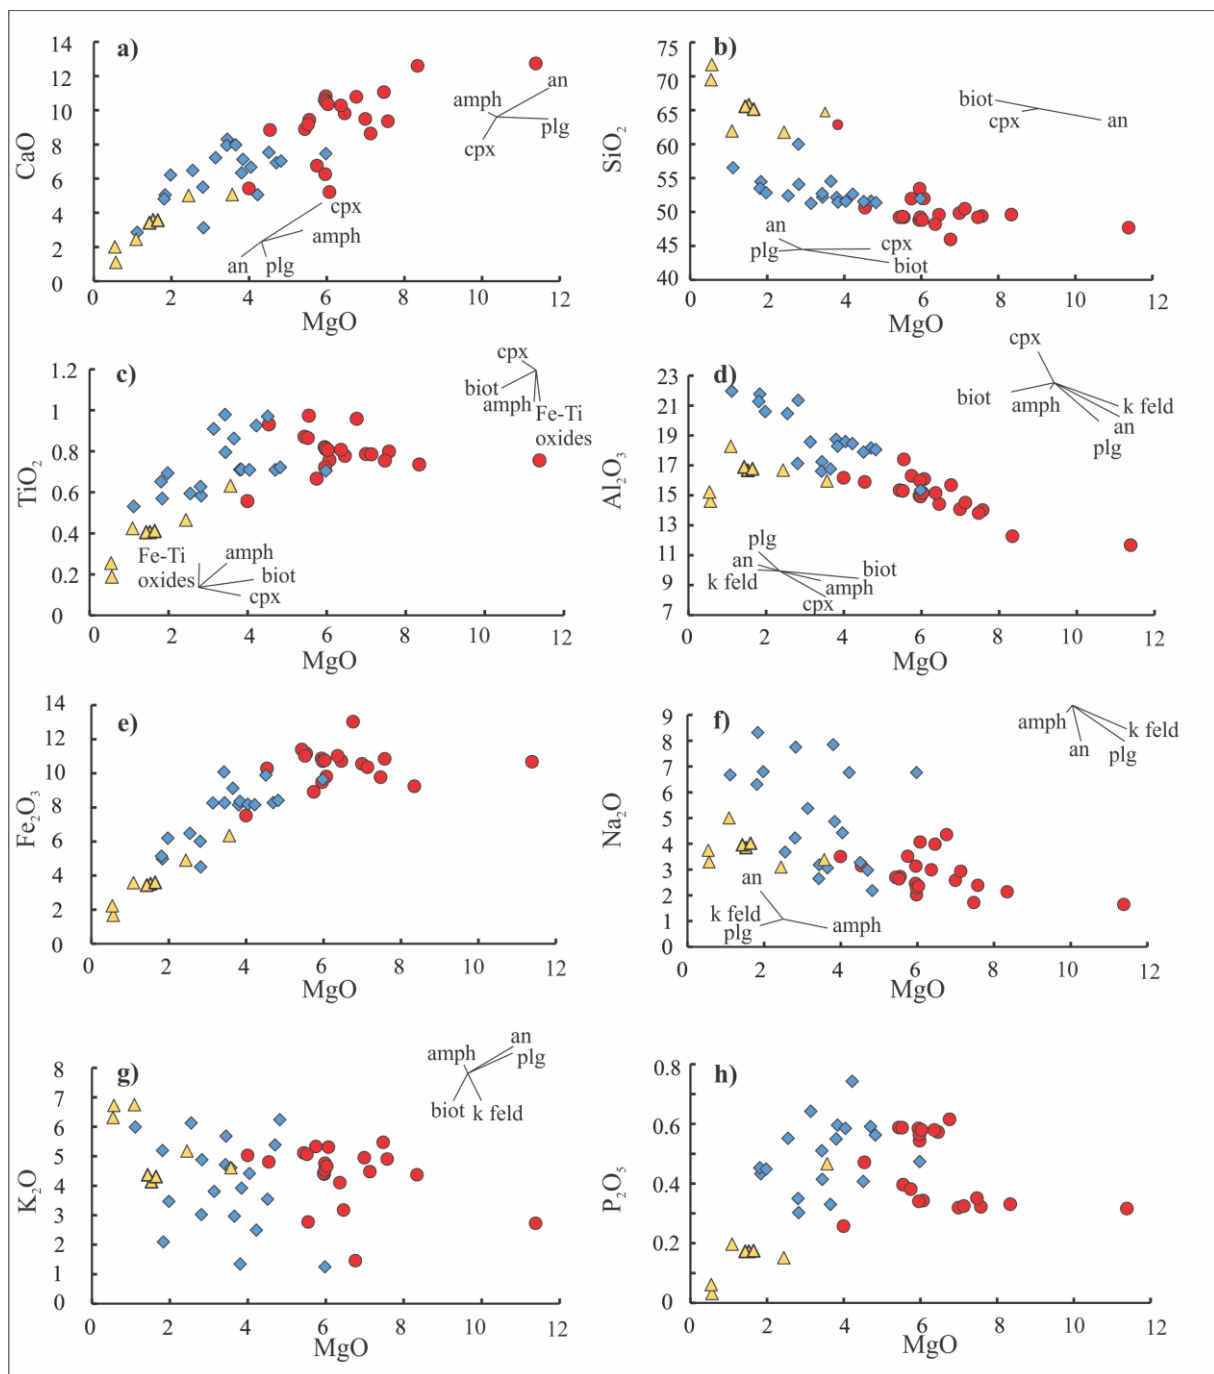 a)
14
12
10
8
6
4
2
0
CaO
an
amph
plg
cpx
cpx
amph
an
plg
0 2 4 6 8 10 12
MgO
b)
75
70
65
60
55
50
45
40
SiO₂
biot
cpx
an
an
plg
cpx
biot
0 2 4 6 8 10 12
MgO
c)
1.2
1
0.8
0.6
0.4
0.2
0
TiO₂
cpx
biot
amph
Fe-Ti
oxides
Fe-Ti
oxides
amph
biot
cpx
0 2 4 6 8 10 12
MgO
d)
23
21
19
17
15
13
11
9
7
Al₂O₃
cpx
biot
amph
k feld
an
plg
plg
an
k feld
biot
amph
cpx
0 2 4 6 8 10 12
MgO
e)
14
12
10
8
6
4
2
0
Fe₂O₃
0 2 4 6 8 10 12
MgO
f)
9
8
7
6
5
4
3
2
1
0
Na₂O
amph
an
k feld
plg
an
k feld
plg
amph
0 2 4 6 8 10 12
MgO
g)
8
7
6
5
4
3
2
1
0
K₂O
an
amph
plg
biot
k feld
0 2 4 6 8 10 12
MgO
h)
0.8
0.6
0.4
0.2
0
P₂O₅
0 2 4 6 8 10 12
MgO